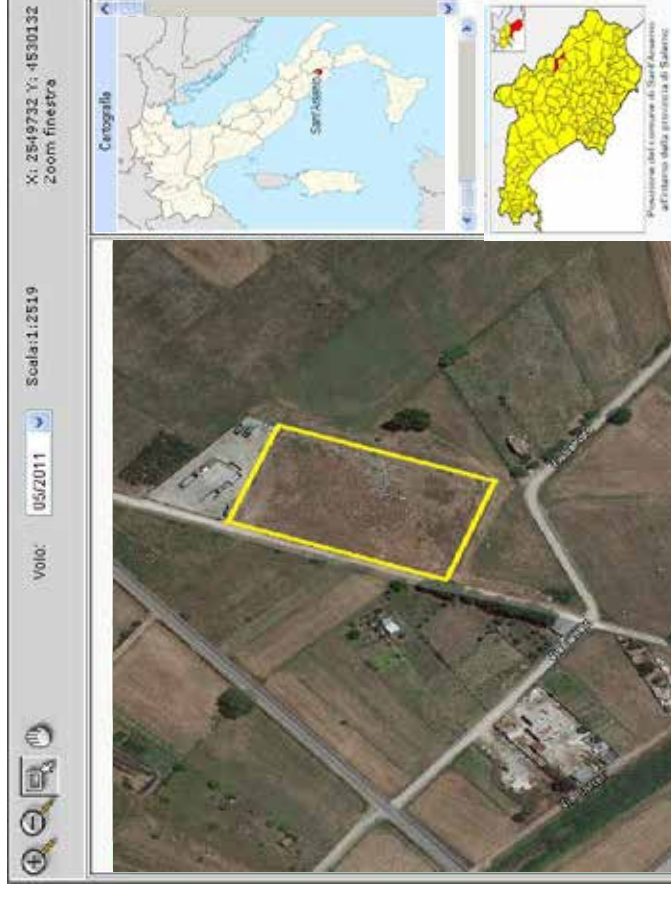 Volo:
05/2011
Scala:1:2519
X: 2549732 Y: 4530132
Zoom finestra
Cartografia
Sant'Arsenio
Posizione del comune di Sant'Arsenio
all'interno della provincia di Salerno